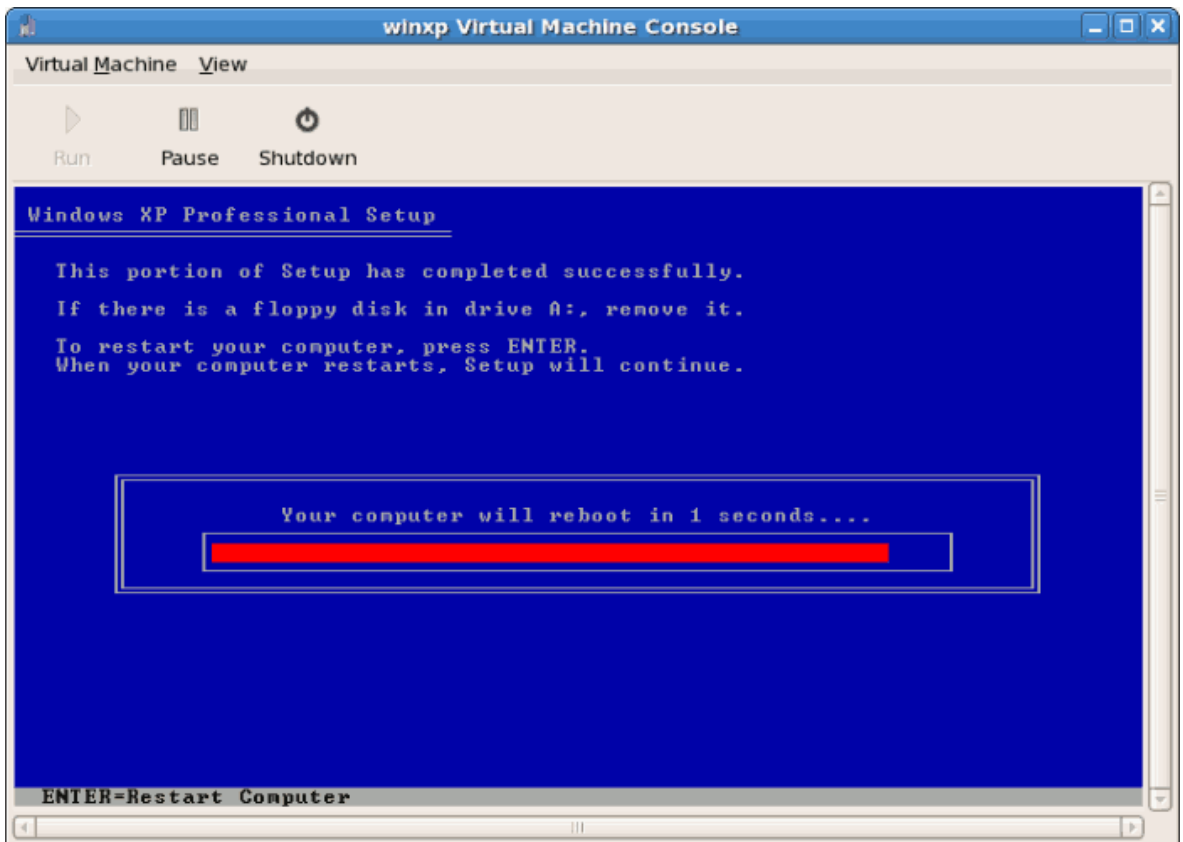 winxp Virtual Machine Console
Virtual Machine View
Run Pause Shutdown
Windows XP Professional Setup
This portion of Setup has completed successfully.
If there is a floppy disk in drive A:, remove it.
To restart your computer, press ENTER.
When your computer restarts, Setup will continue.
Your computer will reboot in 1 seconds....
ENTER=Restart Computer